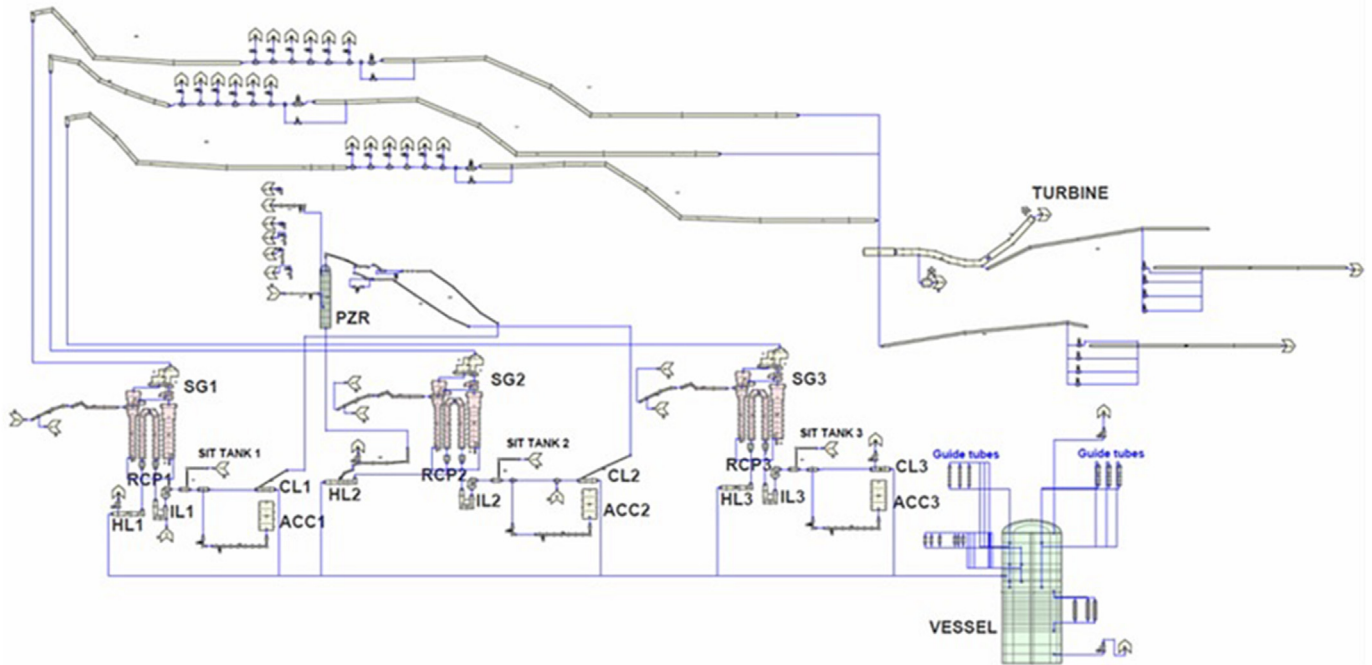 TURBINE
PZR
SG1
SG2
SG3
SIT TANK 1
SIT TANK 2
SIT TANK 3
Guide tubes
Guide tubes
RCP1
RCP2
RCP3
CL1
CL2
CL3
HL1
HL2
HL3
IL1
IL2
IL3
ACC1
ACC2
ACC3
VESSEL